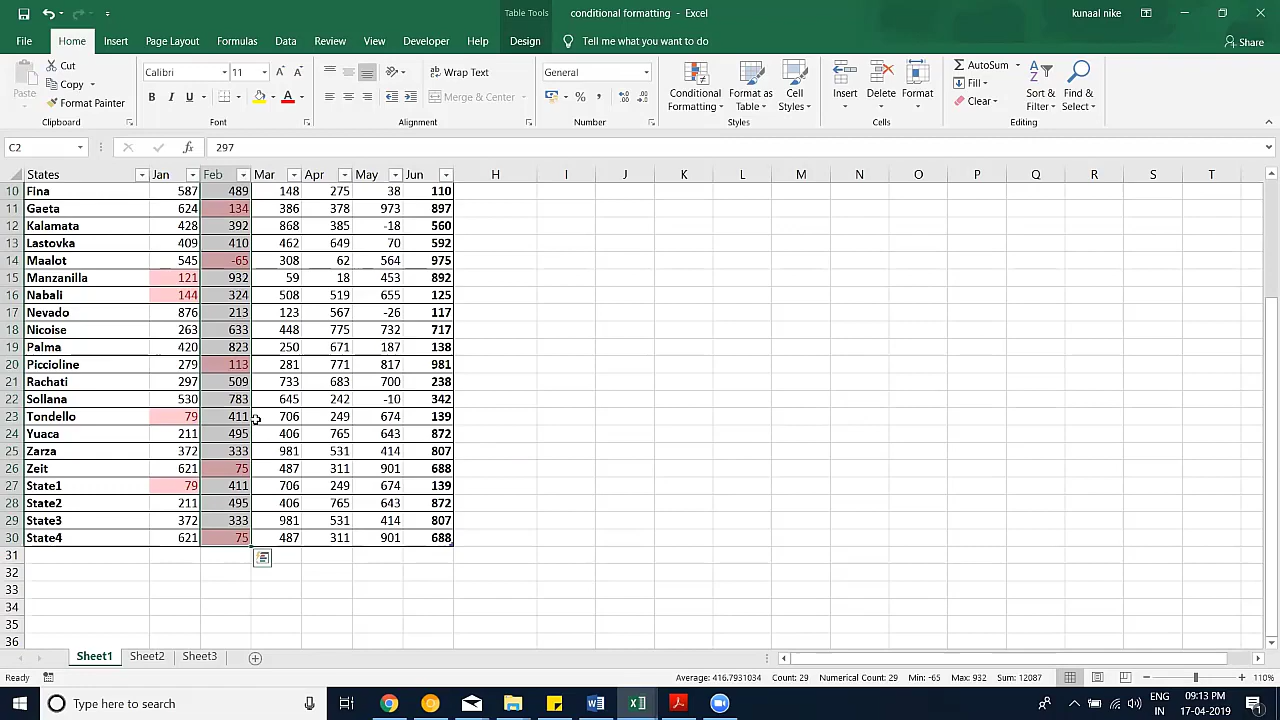 Table Tools
conditional formatting - Excel
kunaal nike
File Home Insert Page Layout Formulas Data Review View Developer Help Design Tell me what you want to do Share
Paste
Cut
Copy
Format Painter
Clipboard
Calibri 11
B I U
Font
Wrap Text
Merge & Center
Alignment
General
%
Number
Conditional Formatting
Format as Table
Cell Styles
Styles
Insert Delete Format
Cells
AutoSum
Fill
Clear
Sort & Filter
Find & Select
Editing
C2 fx 297
States Jan Feb Mar Apr May Jun H I J K L M N O P Q R S T
10 Fina 587 489 148 275 38 110
11 Gaeta 624 134 386 378 973 897
12 Kalamata 428 392 868 385 -18 560
13 Lastovka 409 410 462 649 70 592
14 Maalot 545 -65 308 62 564 975
15 Manzanilla 121 932 59 18 453 892
16 Nabali 144 324 508 519 655 125
17 Nevado 876 213 123 567 -26 117
18 Nicoise 263 633 448 775 732 717
19 Palma 420 823 250 671 187 138
20 Piccioline 279 113 281 771 817 981
21 Rachati 297 509 733 683 700 238
22 Sollana 530 783 645 242 -10 342
23 Tondello 79 411 706 249 674 139
24 Yuaca 211 495 406 765 643 872
25 Zarza 372 333 981 531 414 807
26 Zeit 621 75 487 311 901 688
27 State1 79 411 706 249 674 139
28 State2 211 495 406 765 643 872
29 State3 372 333 981 531 414 807
30 State4 621 75 487 311 901 688
31
32
33
34
35
36
Sheet1 Sheet2 Sheet3
Ready Average: 416.7931034 Count: 29 Numerical Count: 29 Min: -65 Max: 932 Sum: 12087 110%
Type here to search
ENG
IN
09:13 PM
17-04-2019